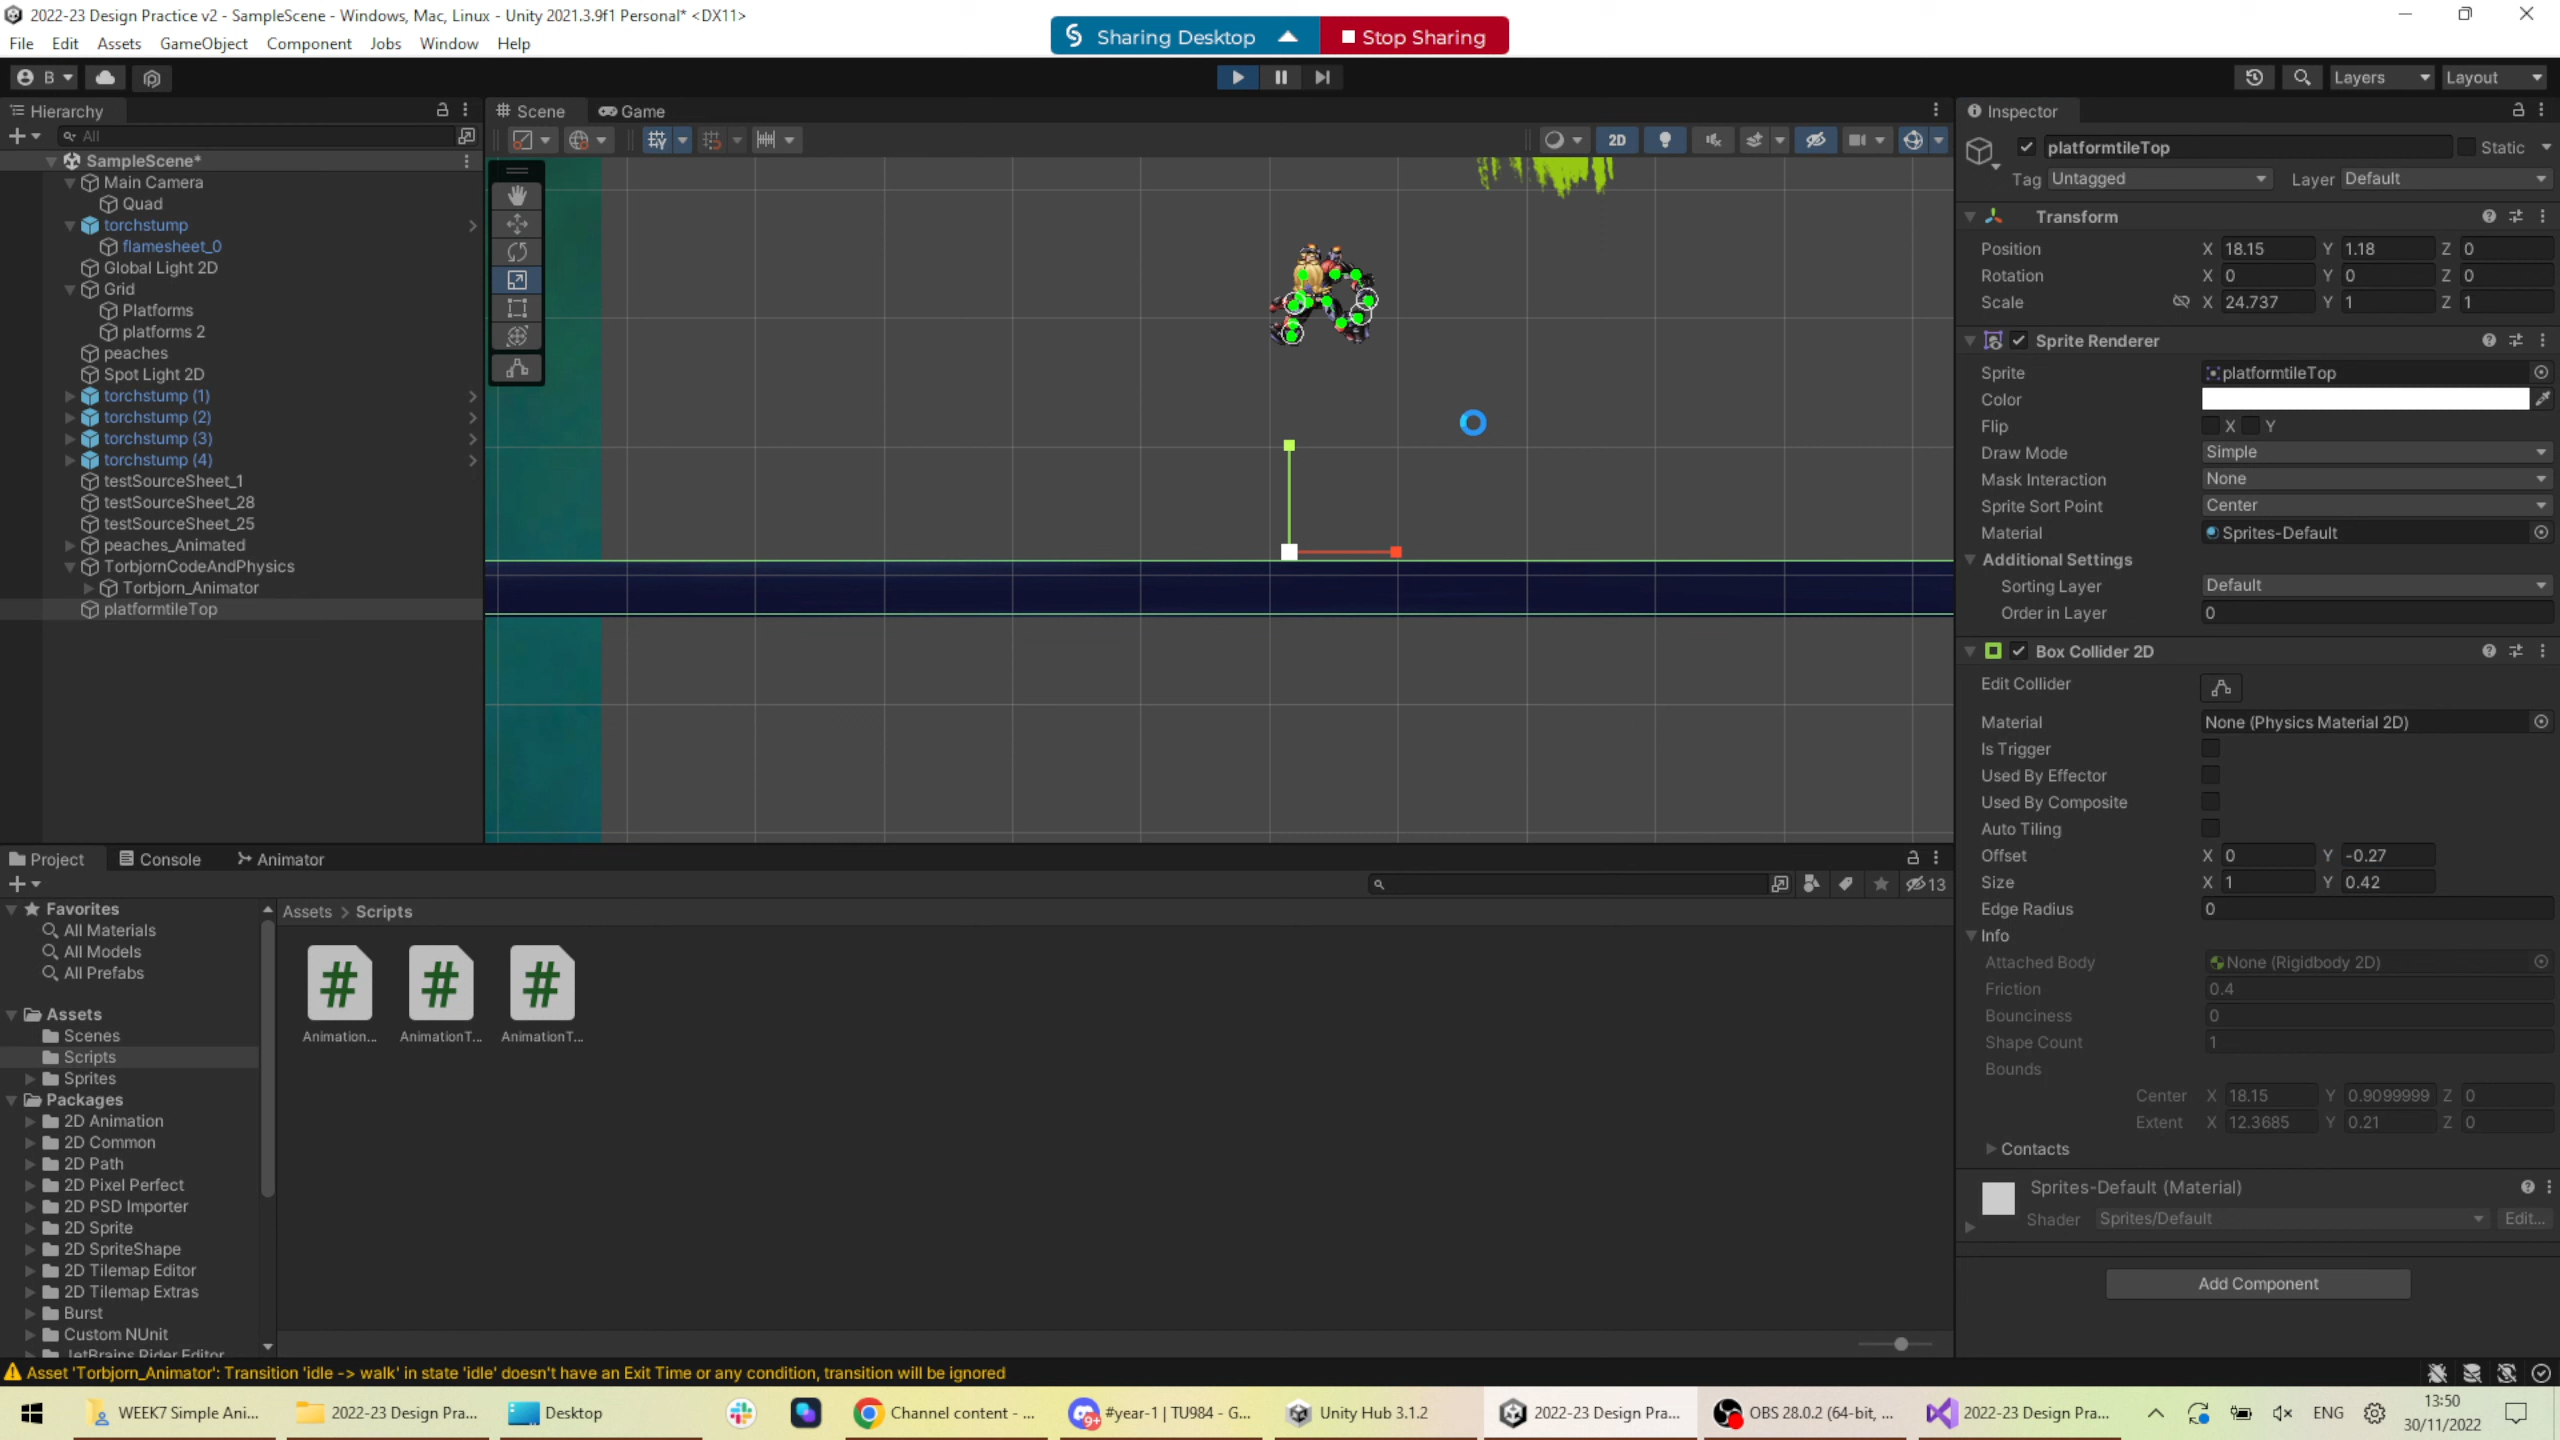 2022-23 Design Practice v2 - SampleScene - Windows, Mac, Linux - Unity 2021.3.9f1 Personal* <DX11>
Sharing Desktop
Stop Sharing
File Edit Assets GameObject Component Jobs Window Help
B
Layers
Layout
Hierarchy
All
SampleScene*
Main Camera
Quad
torchstump
flamesheet_0
Global Light 2D
Grid
Platforms
platforms 2
peaches
Spot Light 2D
torchstump (1)
torchstump (2)
torchstump (3)
torchstump (4)
testSourceSheet_1
testSourceSheet_28
testSourceSheet_25
peaches_Animated
TorbjornCodeAndPhysics
Torbjorn_Animator
platformtileTop
Scene
Game
2D
Inspector
platformtileTop
Static
Tag Untagged
Layer Default
Transform
Position X 18.15 Y 1.18 Z 0
Rotation X 0 Y 0 Z 0
Scale X 24.737 Y 1 Z 1
Sprite Renderer
Sprite platformtileTop
Color
Flip X Y
Draw Mode Simple
Mask Interaction None
Sprite Sort Point Center
Material Sprites-Default
Additional Settings
Sorting Layer Default
Order in Layer 0
Box Collider 2D
Edit Collider
Material None (Physics Material 2D)
Is Trigger
Used By Effector
Used By Composite
Auto Tiling
Offset X 0 Y -0.27
Size X 1 Y 0.42
Edge Radius 0
Info
Attached Body None (Rigidbody 2D)
Friction 0.4
Bounciness 0
Shape Count 1
Bounds
Center X 18.15 Y 0.9099999 Z 0
Extent X 12.3685 Y 0.21 Z 0
Contacts
Sprites-Default (Material)
Shader Sprites/Default Edit...
Add Component
Project
Console
Animator
13
Favorites
All Materials
All Models
All Prefabs
Assets
Scenes
Scripts
Sprites
Packages
2D Animation
2D Common
2D Path
2D Pixel Perfect
2D PSD Importer
2D Sprite
2D SpriteShape
2D Tilemap Editor
2D Tilemap Extras
Burst
Custom NUnit
JetBrains Rider Editor
Assets > Scripts
# # #
Animation... AnimationT... AnimationT...
Asset 'Torbjorn_Animator': Transition 'idle -> walk' in state 'idle' doesn't have an Exit Time or any condition, transition will be ignored
WEEK7 Simple Ani...
2022-23 Design Pra...
Desktop
Channel content - ...
9+
#year-1 | TU984 - G...
Unity Hub 3.1.2
2022-23 Design Pra...
OBS 28.0.2 (64-bit, ...
2022-23 Design Pra...
ENG
13:50
30/11/2022